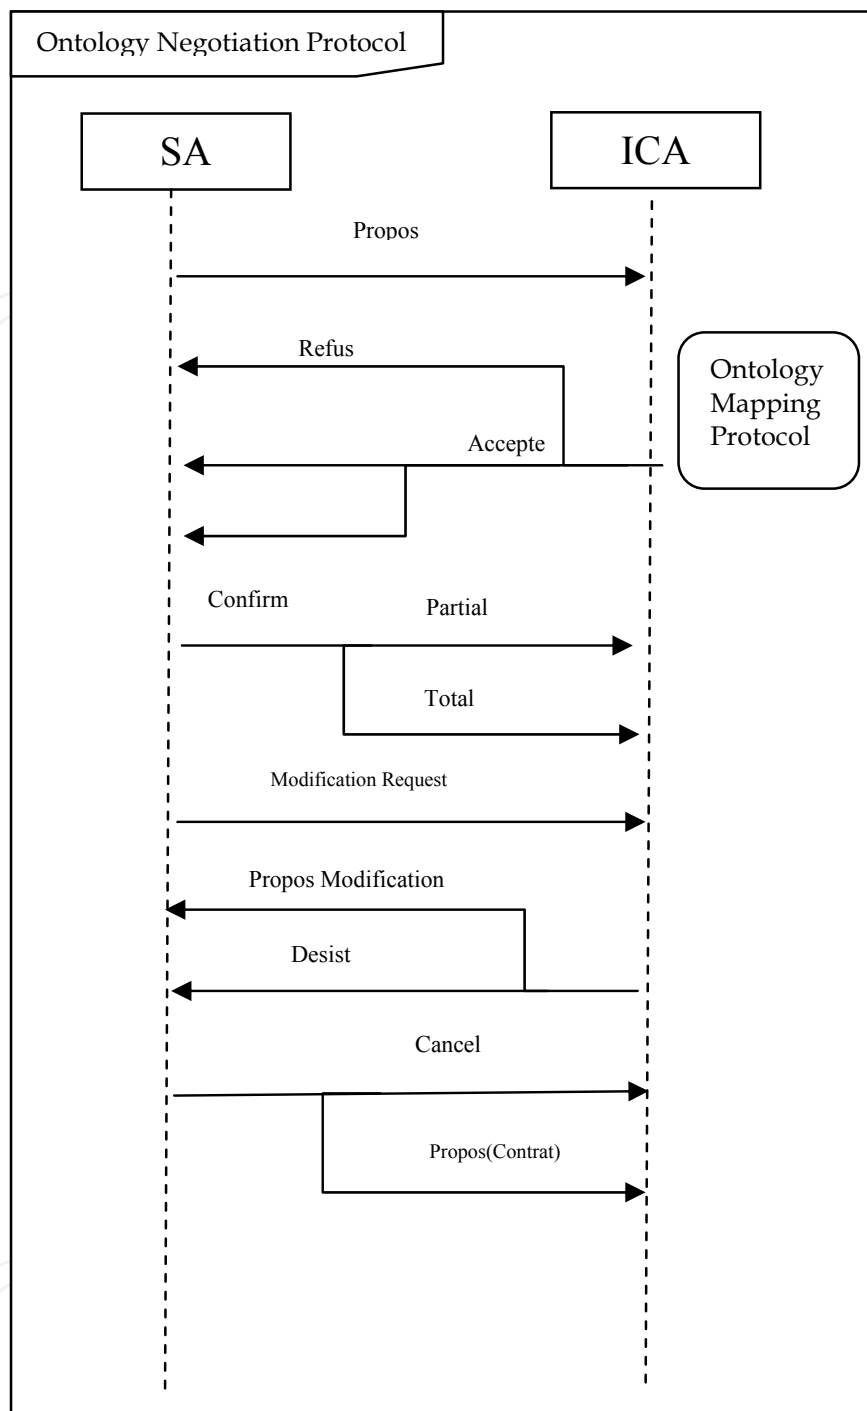 Ontology Negotiation Protocol
SA
ICA
Propos
Refus
Ontology
Mapping
Protocol
Accepte
Confirm
Partial
Total
Modification Request
Propos Modification
Desist
Cancel
Propos(Contrat)